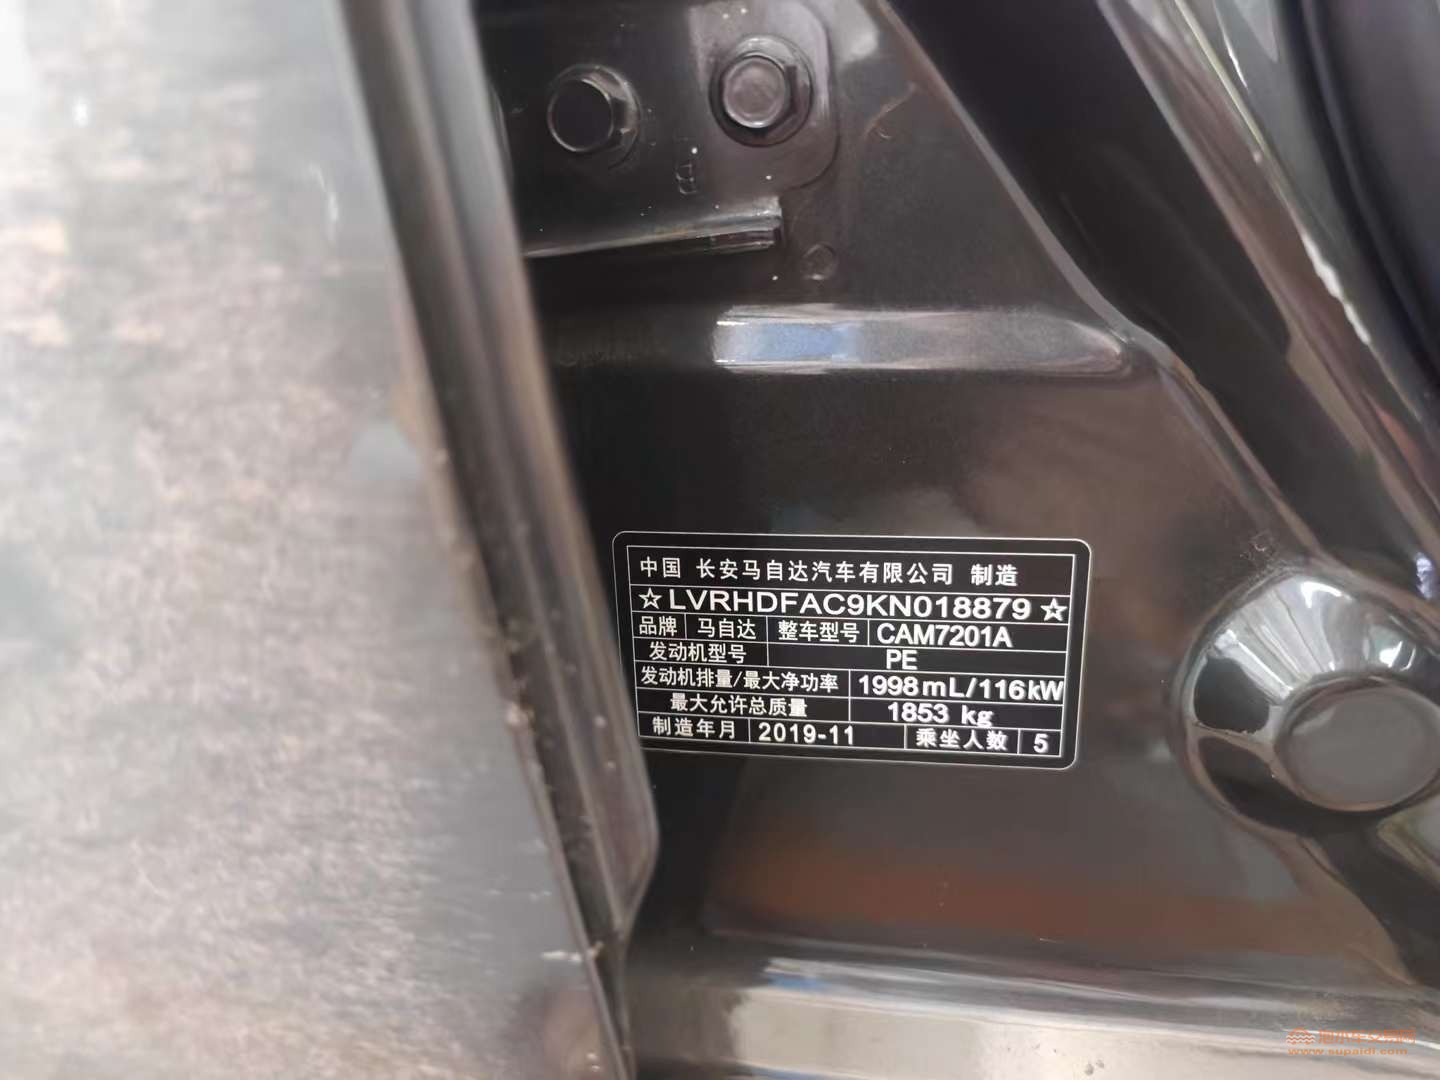 中国 长安马自达汽车有限公司 制造
☆LVRHDFAC9KN018879☆
品牌 马自达 整车型号 CAM7201A
发动机型号 PE
发动机排量/最大净功率 1998mL/116kW
最大允许总质量 1853 kg
制造年月 2019-11 乘坐人数 5
www.supaidi.com